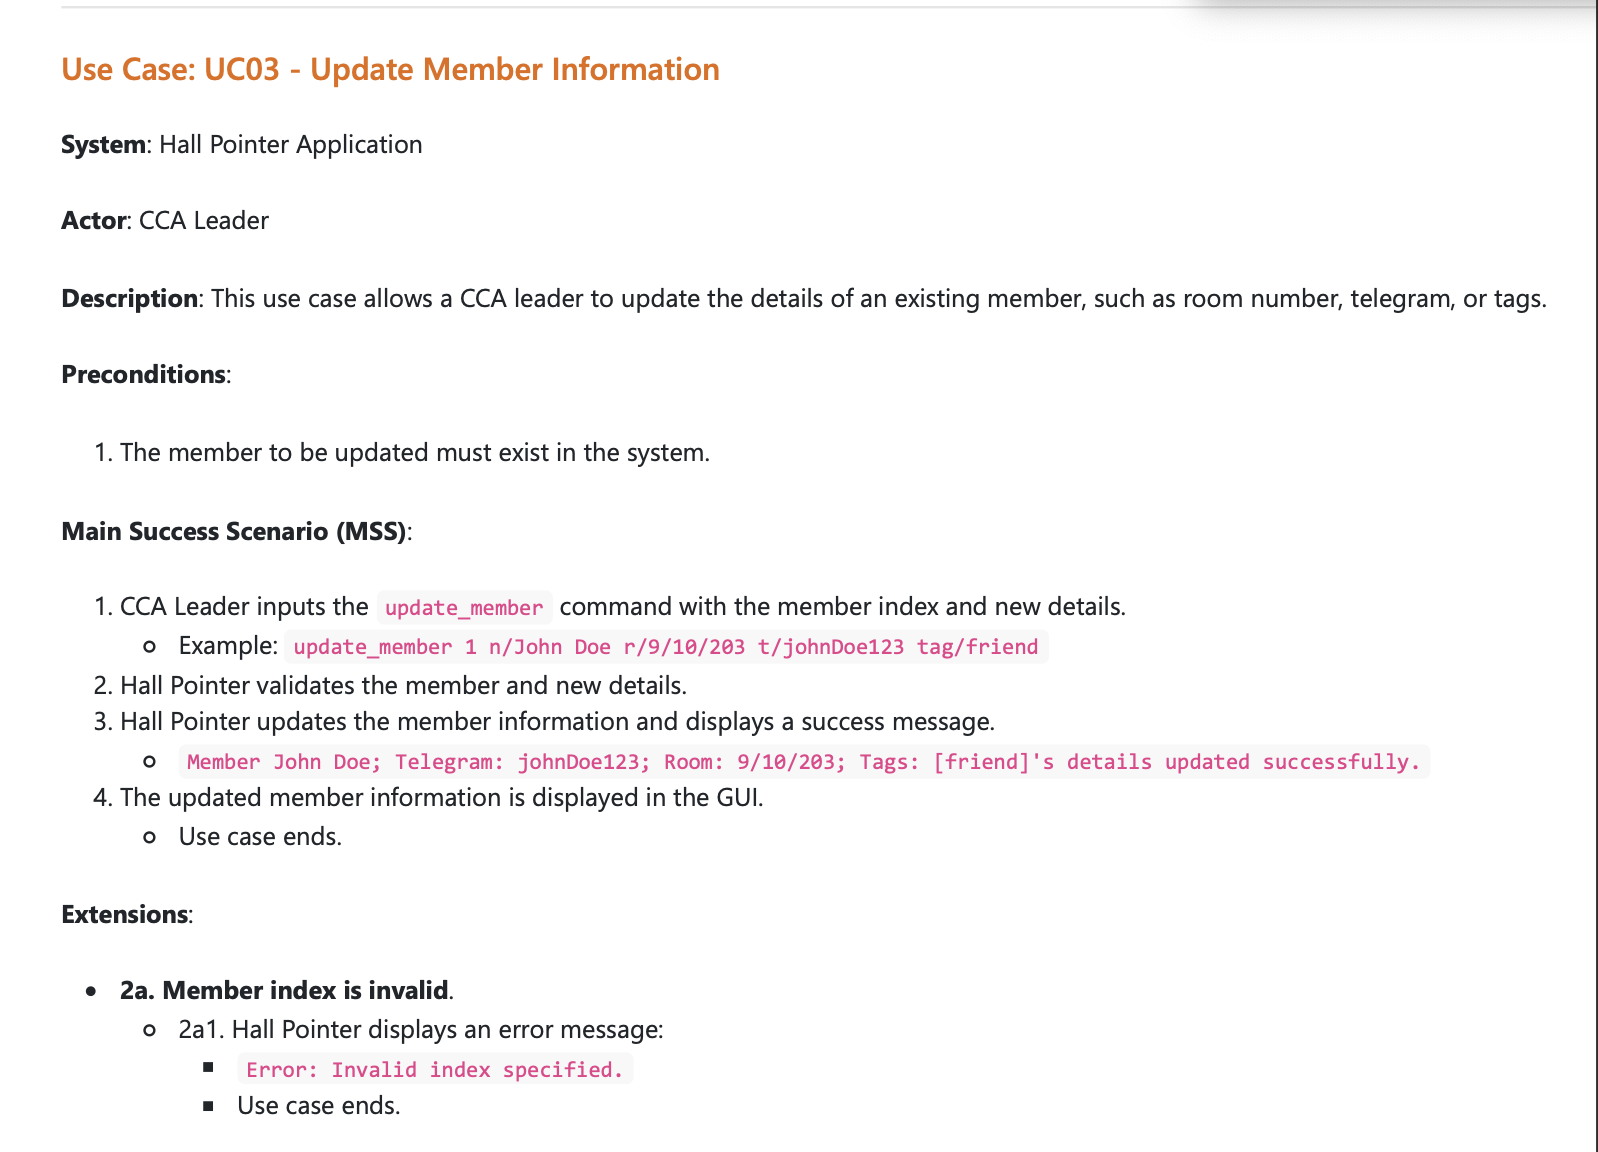 Use Case: UC03 - Update Member Information
System: Hall Pointer Application
Actor: CCA Leader
Description: This use case allows a CCA leader to update the details of an existing member, such as room number, telegram, or tags.
Preconditions:
1. The member to be updated must exist in the system.
Main Success Scenario (MSS):
1. CCA Leader inputs the update_member command with the member index and new details.
Example: update_member 1 n/John Doe r/9/10/203 t/johnDoe123 tag/friend
2. Hall Pointer validates the member and new details.
3. Hall Pointer updates the member information and displays a success message.
Member John Doe; Telegram: johnDoe123; Room: 9/10/203; Tags: [friend]'s details updated successfully.
4. The updated member information is displayed in the GUI.
Use case ends.
Extensions:
2a. Member index is invalid.
2a1. Hall Pointer displays an error message:
Error: Invalid index specified.
Use case ends.